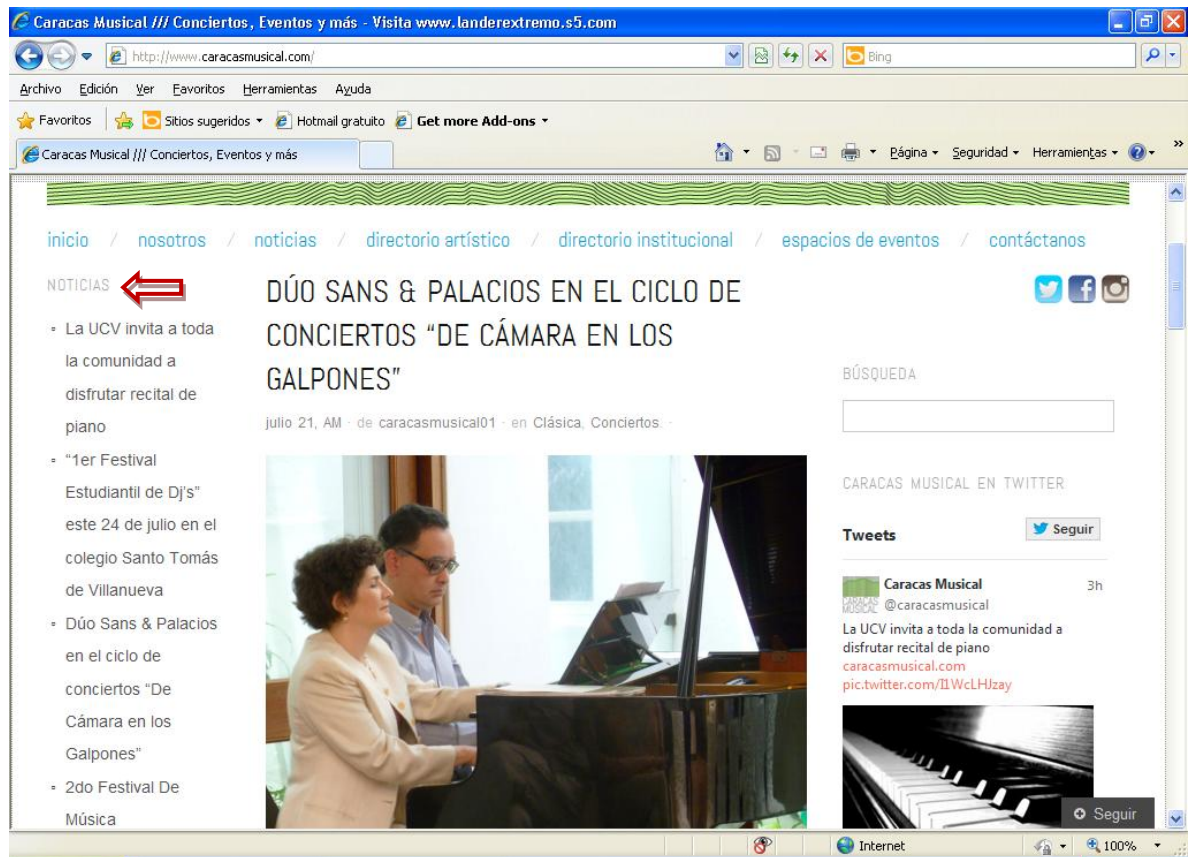 Caracas Musical /// Conciertos, Eventos y más - Visita www.landerextremo.s5.com
http://www.caracasmusical.com/
Bing
Archivo Edición Ver Favoritos Herramientas Ayuda
Favoritos Sitios sugeridos Hotmail gratuito Get more Add-ons
Caracas Musical /// Conciertos, Eventos y más
Página Seguridad Herramientas »
inicio / nosotros / noticias / directorio artístico / directorio institucional / espacios de eventos / contáctanos
NOTICIAS
La UCV invita a toda
la comunidad a
disfrutar recital de
piano
"1er Festival
Estudiantil de Dj's"
este 24 de julio en el
colegio Santo Tomás
de Villanueva
Dúo Sans & Palacios
en el ciclo de
conciertos "De
Cámara en los
Galpones"
2do Festival De
Música
DÚO SANS & PALACIOS EN EL CICLO DE
CONCIERTOS “DE CÁMARA EN LOS
GALPONES”
julio 21, AM · de caracasmusical01 · en Clásica, Conciertos. ·
BÚSQUEDA
CARACAS MUSICAL EN TWITTER
Tweets Seguir
Caracas Musical 3h
CARACAS MUSICAL @caracasmusical
La UCV invita a toda la comunidad a
disfrutar recital de piano
caracasmusical.com
pic.twitter.com/I1WcLHJzay
Seguir
Internet 100%